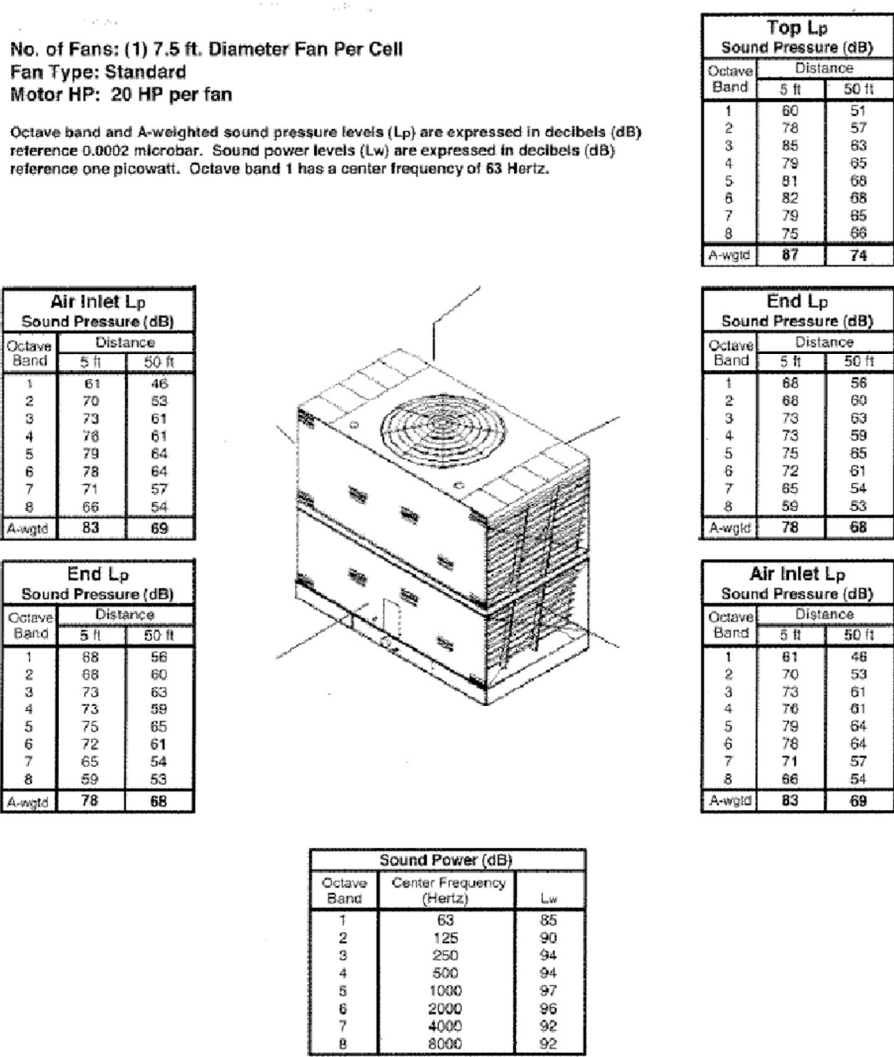 No. of Fans: (1) 7.5 ft. Diameter Fan Per Cell
Fan Type: Standard
Motor HP: 20 HP per fan
Octave band and A-weighted sound pressure levels (Lp) are expressed in decibels (dB)
reference 0.0002 microbar. Sound power levels (Lw) are expressed in decibels (dB)
reference one picowatt. Octave band 1 has a center frequency of 63 Hertz.
Top Lp
Sound Pressure (dB)
Octave Band Distance
5 ft 50 ft
1 60 51
2 78 57
3 85 63
4 79 65
5 81 68
6 82 68
7 79 65
8 75 66
A-wgtd 87 74
Air Inlet Lp
Sound Pressure (dB)
Octave Band Distance
5 ft 50 ft
1 61 46
2 70 53
3 73 61
4 76 61
5 79 64
6 78 64
7 71 57
8 66 54
A-wgtd 83 69
End Lp
Sound Pressure (dB)
Octave Band Distance
5 ft 50 ft
1 68 56
2 68 60
3 73 63
4 73 59
5 75 65
6 72 61
7 65 54
8 59 53
A-wgtd 78 68
End Lp
Sound Pressure (dB)
Octave Band Distance
5 ft 50 ft
1 68 56
2 68 60
3 73 63
4 73 59
5 75 65
6 72 61
7 65 54
8 59 53
A-wgtd 78 68
Air Inlet Lp
Sound Pressure (dB)
Octave Band Distance
5 ft 50 ft
1 61 46
2 70 53
3 73 61
4 76 61
5 79 64
6 78 64
7 71 57
8 66 54
A-wgtd 83 69
Sound Power (dB)
Octave Band Center Frequency (Hertz) Lw
1 63 85
2 125 90
3 250 94
4 500 94
5 1000 97
6 2000 96
7 4000 92
8 8000 92